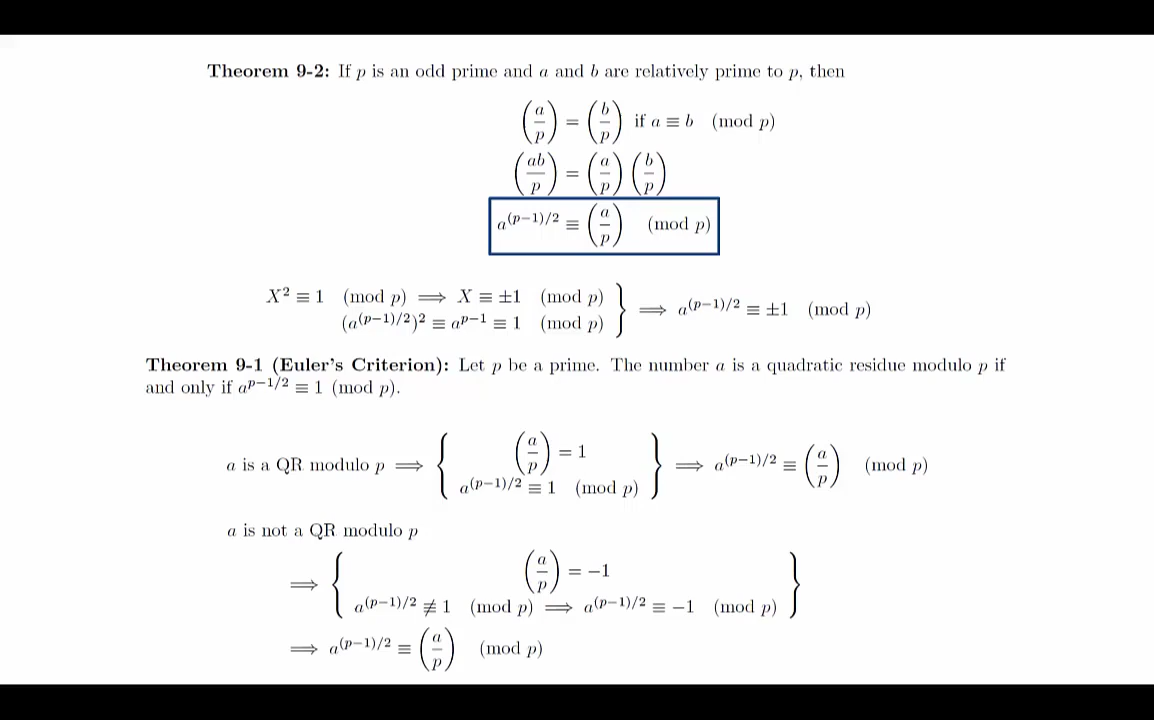 Theorem 9-2: If p is an odd prime and a and b are relatively prime to p, then
(a/p) = (b/p) if a ≡ b (mod p)
(ab/p) = (a/p) (b/p)
a^(p−1)/2 ≡ (a/p) (mod p)
X² ≡ 1 (mod p) ⟹ X ≡ ±1 (mod p)
(a^(p−1)/2)² ≡ a^p−1 ≡ 1 (mod p) } ⟹ a^(p−1)/2 ≡ ±1 (mod p)
Theorem 9-1 (Euler's Criterion): Let p be a prime. The number a is a quadratic residue modulo p if
and only if a^p−1/2 ≡ 1 (mod p).
a is a QR modulo p ⟹ { (a/p) = 1
a^(p−1)/2 ≡ 1 (mod p) } ⟹ a^(p−1)/2 ≡ (a/p) (mod p)
a is not a QR modulo p
⟹ { (a/p) = −1
a^(p−1)/2 ≢ 1 (mod p) ⟹ a^(p−1)/2 ≡ −1 (mod p) }
⟹ a^(p−1)/2 ≡ (a/p) (mod p)